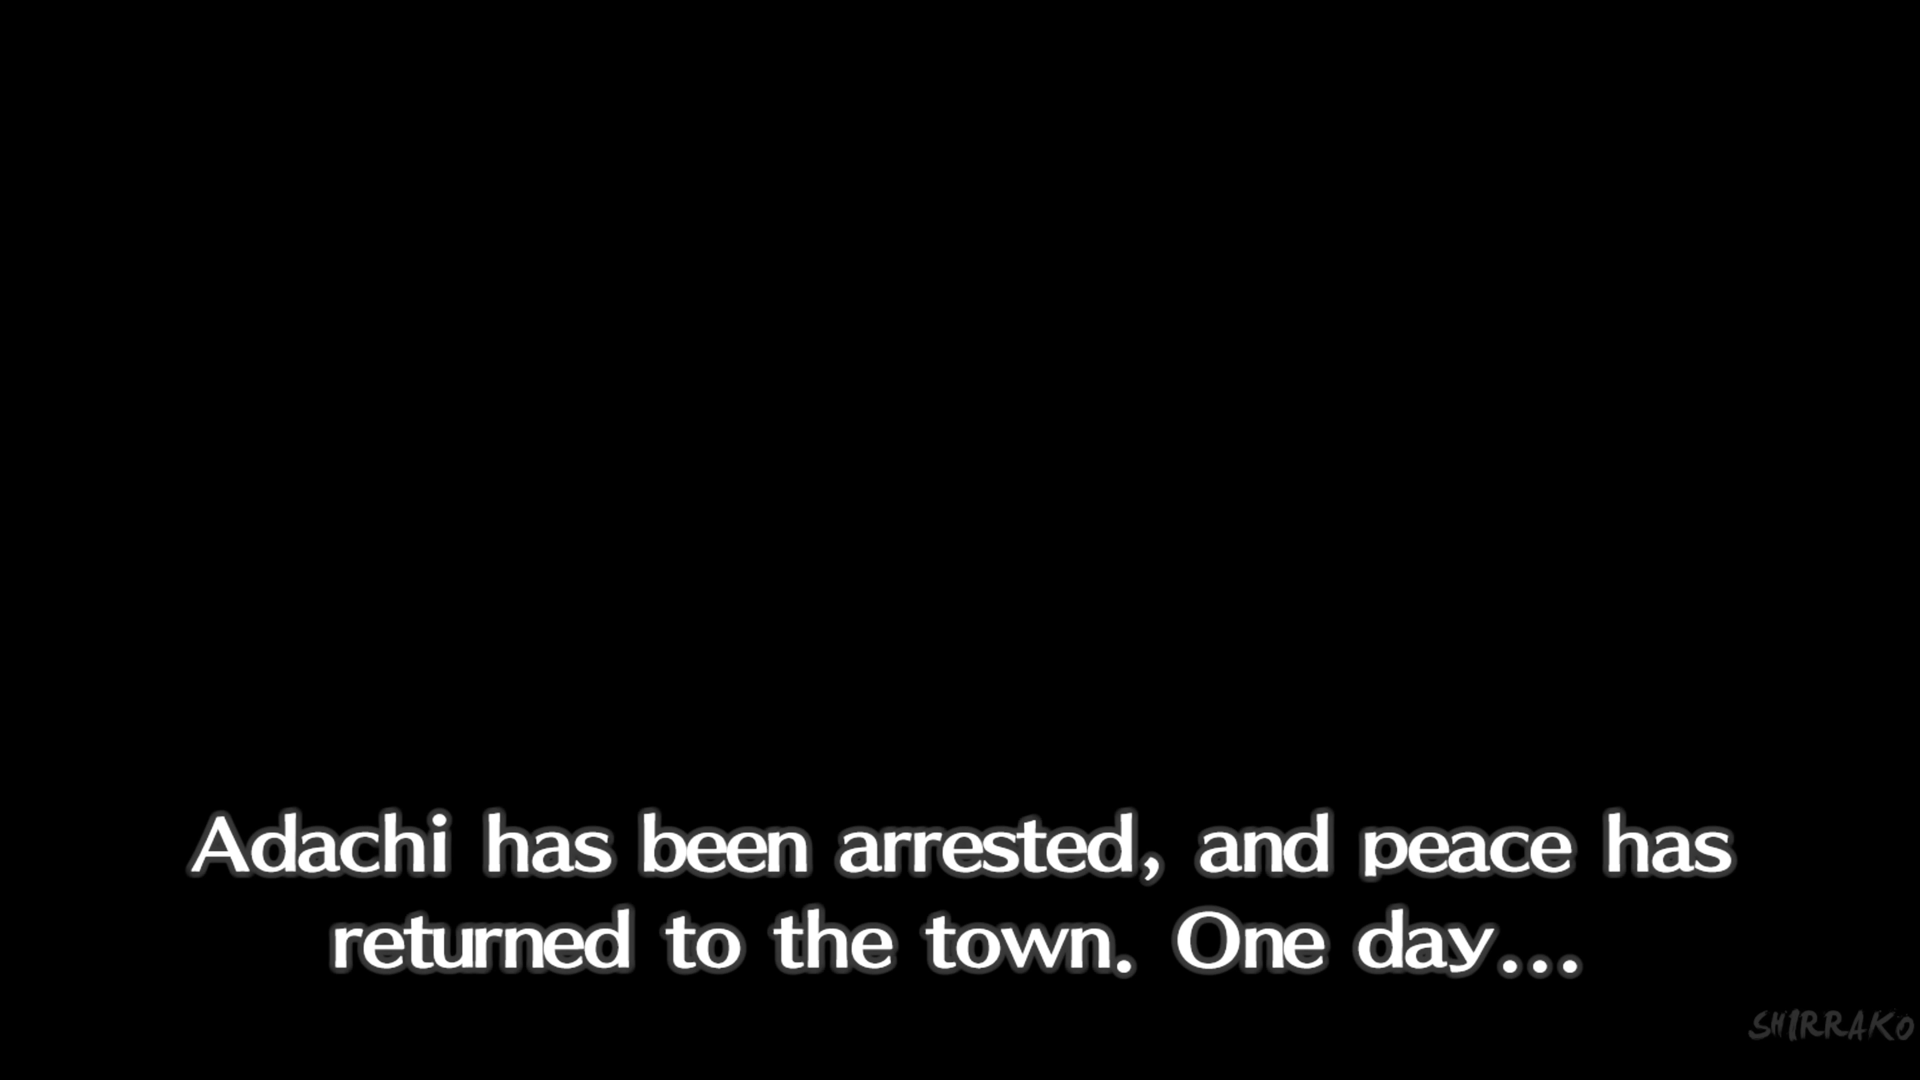 Adachi has been arrested, and peace has
returned to the town. One day...
SHIRRAKO